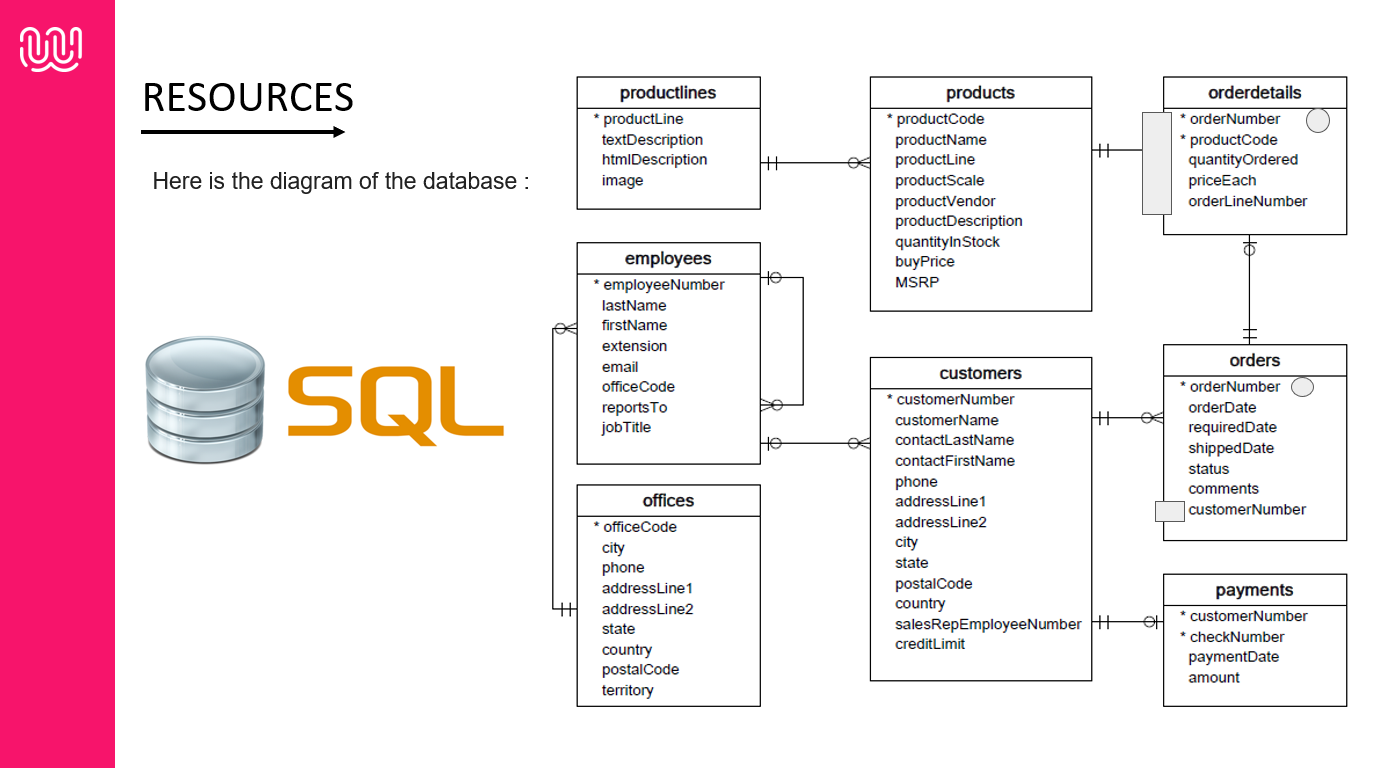 RESOURCES
Here is the diagram of the database :
SQL
productlines
* productLine
textDescription
htmlDescription
image
employees
* employeeNumber
lastName
firstName
extension
email
officeCode
reportsTo
jobTitle
offices
* officeCode
city
phone
addressLine1
addressLine2
state
country
postalCode
territory
products
* productCode
productName
productLine
productScale
productVendor
productDescription
quantityInStock
buyPrice
MSRP
customers
* customerNumber
customerName
contactLastName
contactFirstName
phone
addressLine1
addressLine2
city
state
postalCode
country
salesRepEmployeeNumber
creditLimit
orderdetails
* orderNumber
* productCode
quantityOrdered
priceEach
orderLineNumber
orders
* orderNumber
orderDate
requiredDate
shippedDate
status
comments
customerNumber
payments
* customerNumber
* checkNumber
paymentDate
amount